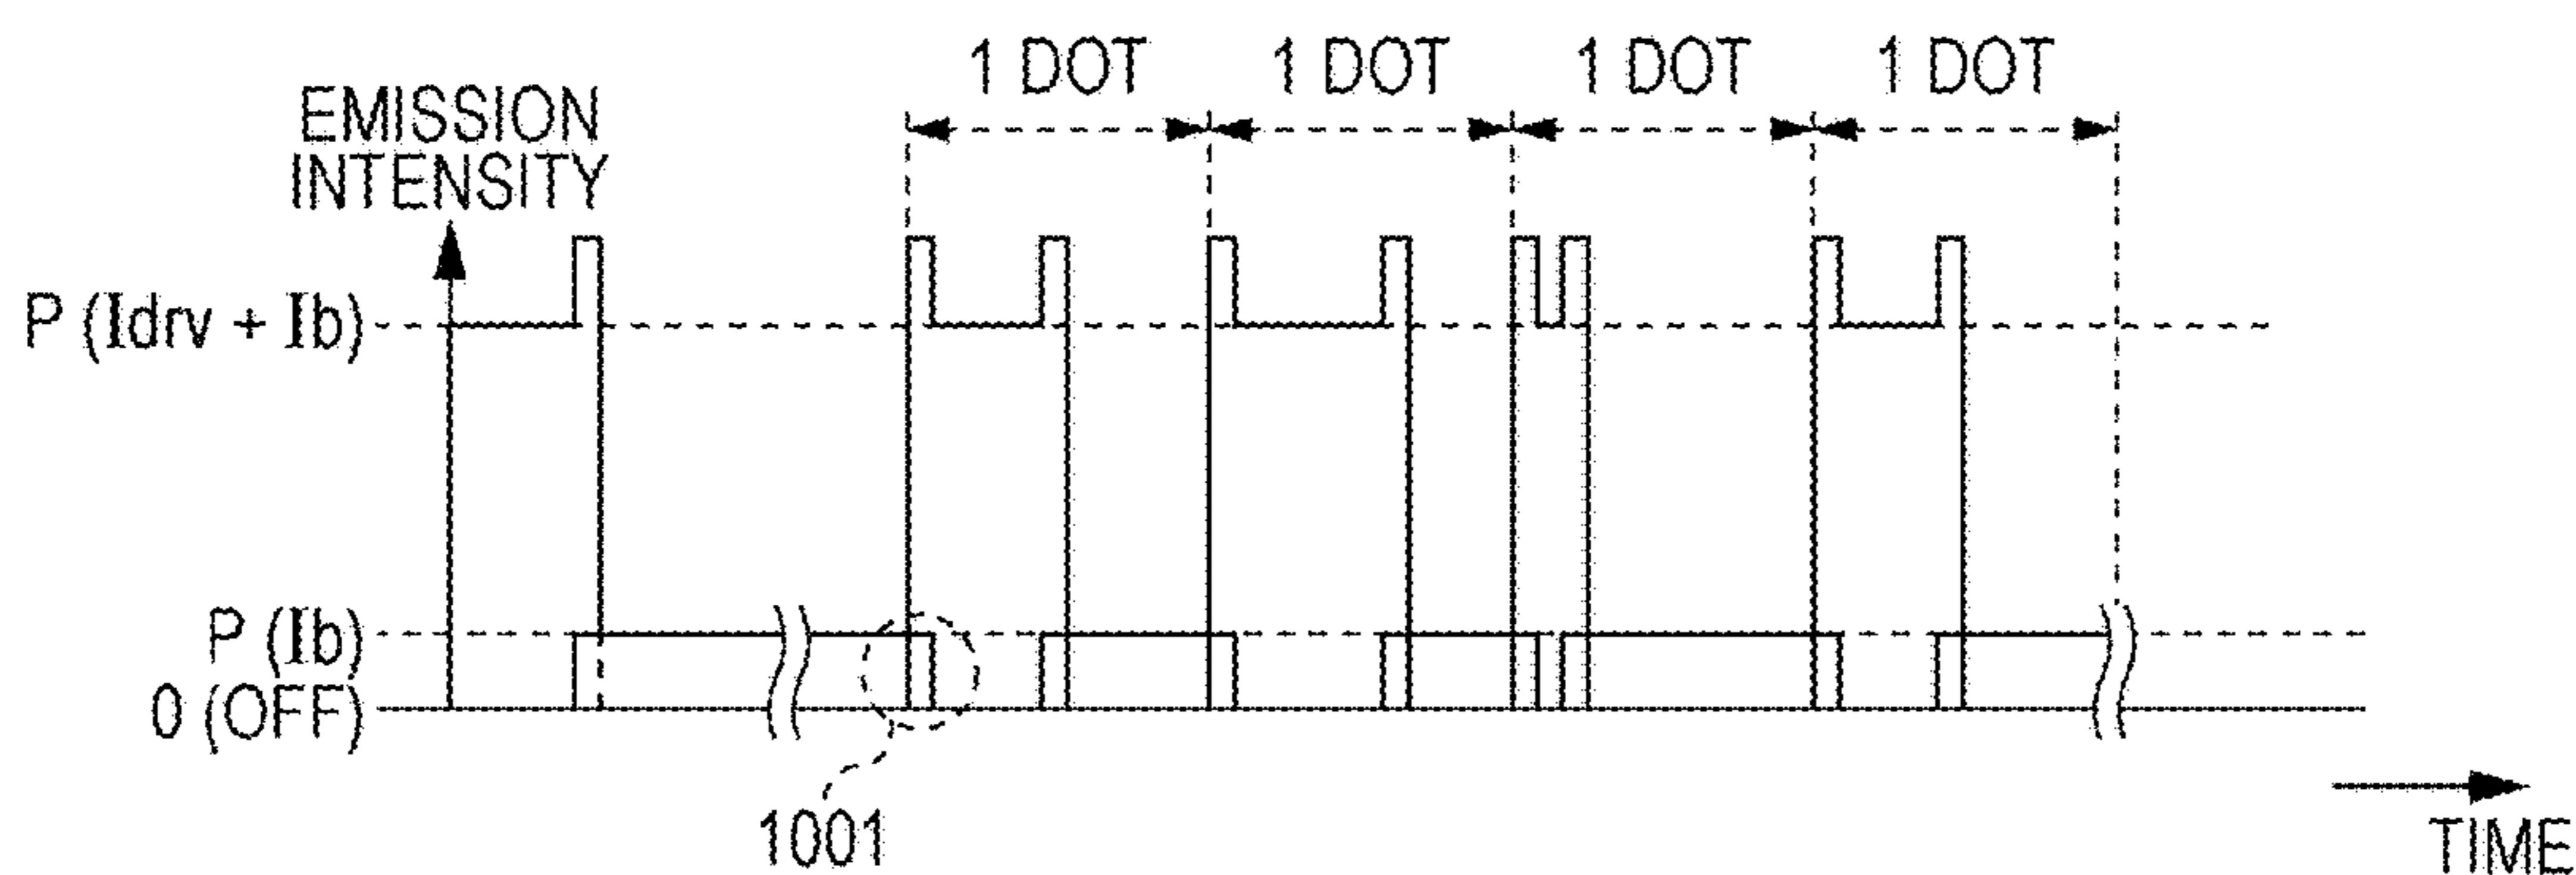 1 DOT 1 DOT 1 DOT 1 DOT
EMISSION
INTENSITY
P (Idrv + Ib)
P (Ib)
0 (OFF)
1001
TIME